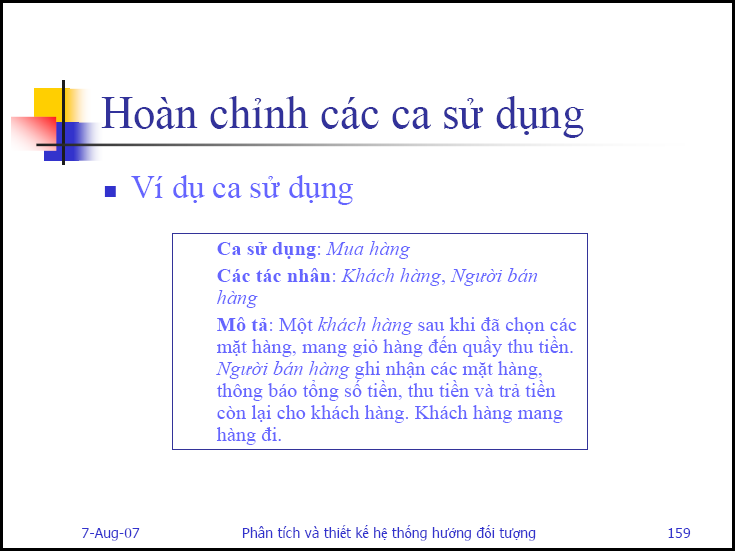 Hoàn chỉnh các ca sử dụng
Ví dụ ca sử dụng
Ca sử dụng: Mua hàng
Các tác nhân: Khách hàng, Người bán
hàng
Mô tả: Một khách hàng sau khi đã chọn các
mặt hàng, mang giỏ hàng đến quầy thu tiền.
Người bán hàng ghi nhận các mặt hàng,
thông báo tổng số tiền, thu tiền và trả tiền
còn lại cho khách hàng. Khách hàng mang
hàng đi.
7-Aug-07 Phân tích và thiết kế hệ thống hướng đối tượng 159